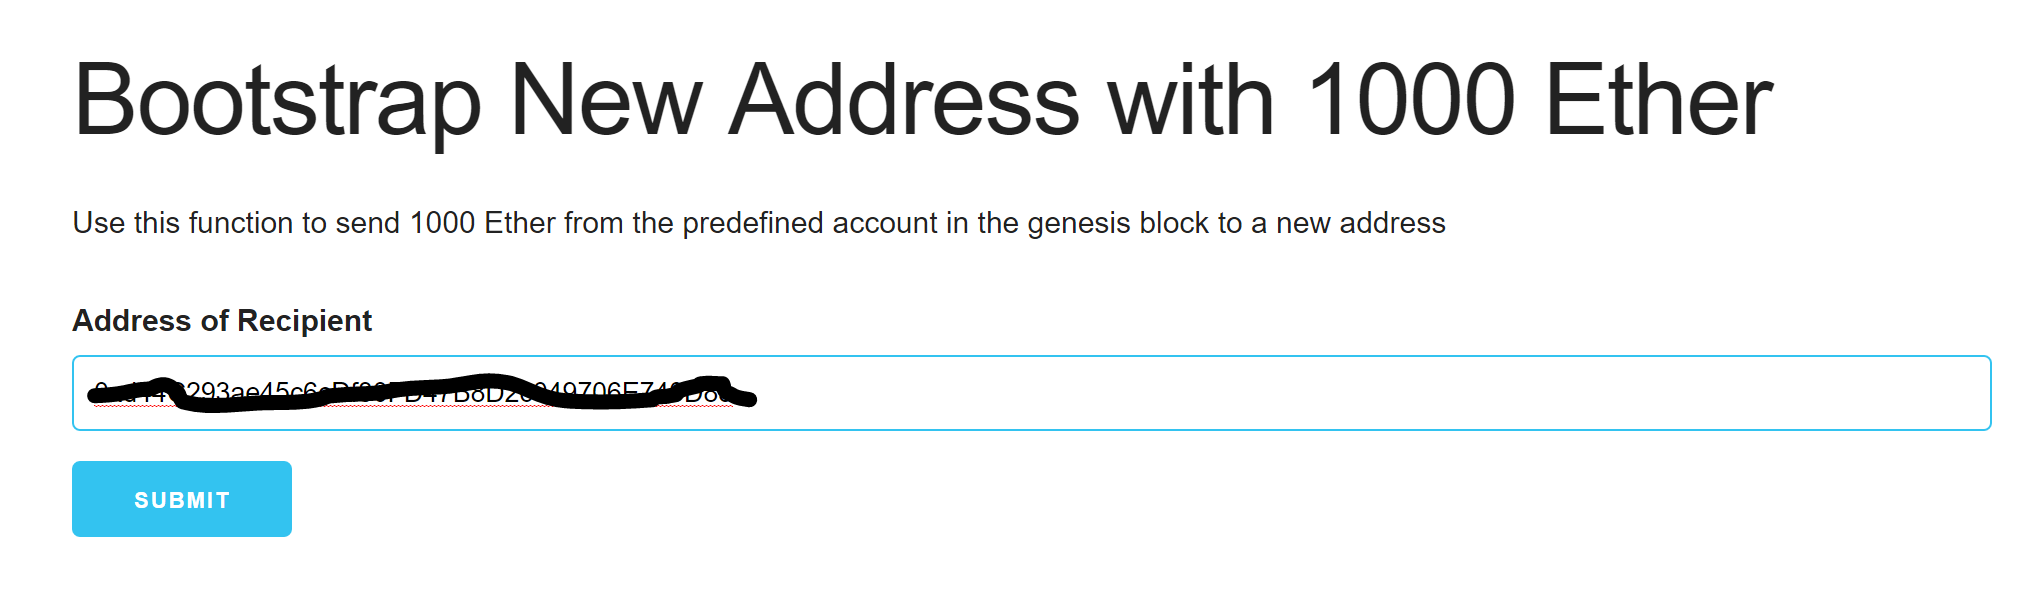 Bootstrap New Address with 1000 Ether
Use this function to send 1000 Ether from the predefined account in the genesis block to a new address
Address of Recipient
SUBMIT